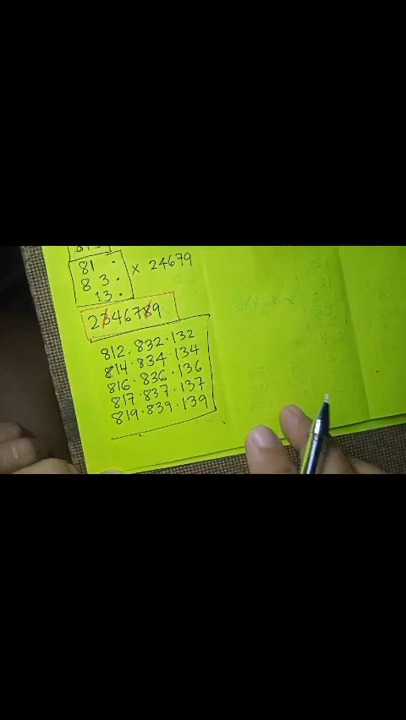 81 · x 24679
8 3 ·
13 ·
2346789
812. 832. 132
814. 834. 134
816. 836. 136
817. 837. 137
819. 839. 139